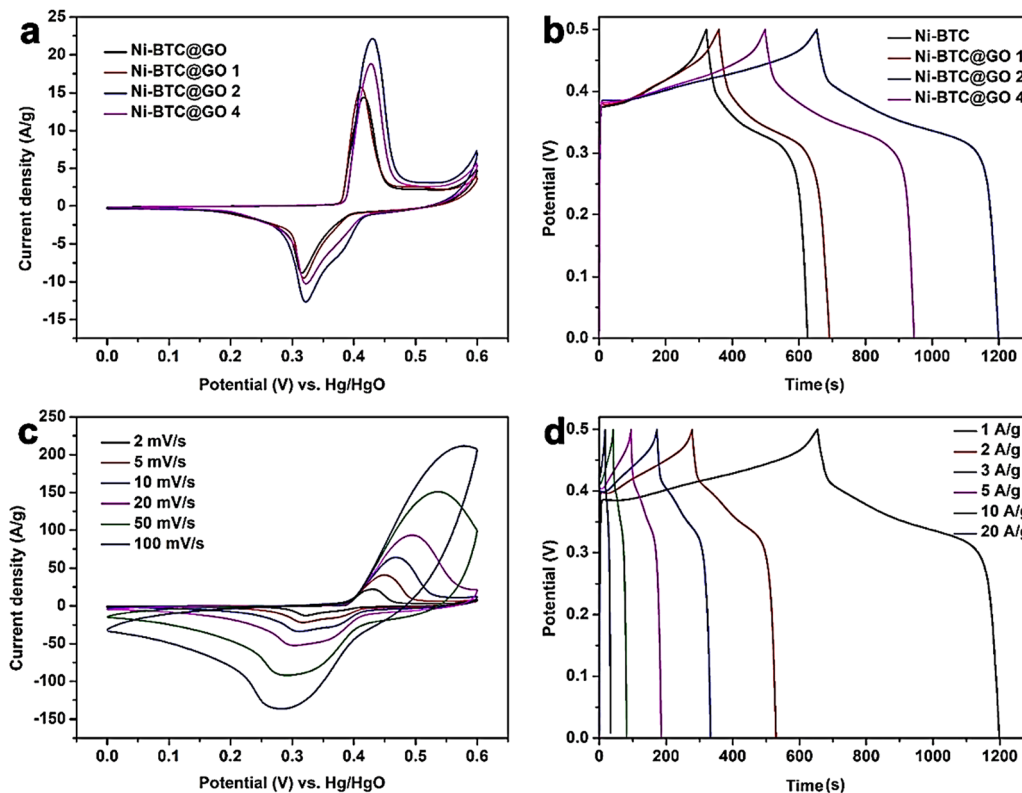 a
Ni-BTC@GO
Ni-BTC@GO 1
Ni-BTC@GO 2
Ni-BTC@GO 4
25
20
15
10
5
0
-5
-10
-15
Current density (A/g)
0.0 0.1 0.2 0.3 0.4 0.5 0.6
Potential (V) vs. Hg/HgO
b
Ni-BTC
Ni-BTC@GO 1
Ni-BTC@GO 2
Ni-BTC@GO 4
0.5
0.4
0.3
0.2
0.1
0.0
Potential (V)
0 200 400 600 800 1000 1200
Time (s)
c
2 mV/s
5 mV/s
10 mV/s
20 mV/s
50 mV/s
100 mV/s
250
200
150
100
50
0
-50
-100
-150
Current density (A/g)
0.0 0.1 0.2 0.3 0.4 0.5 0.6
Potential (V) vs. Hg/HgO
d
1 A/g
2 A/g
3 A/g
5 A/g
10 A/g
20 A/g
0.5
0.4
0.3
0.2
0.1
0.0
Potential (V)
0 200 400 600 800 1000 1200
Time (s)